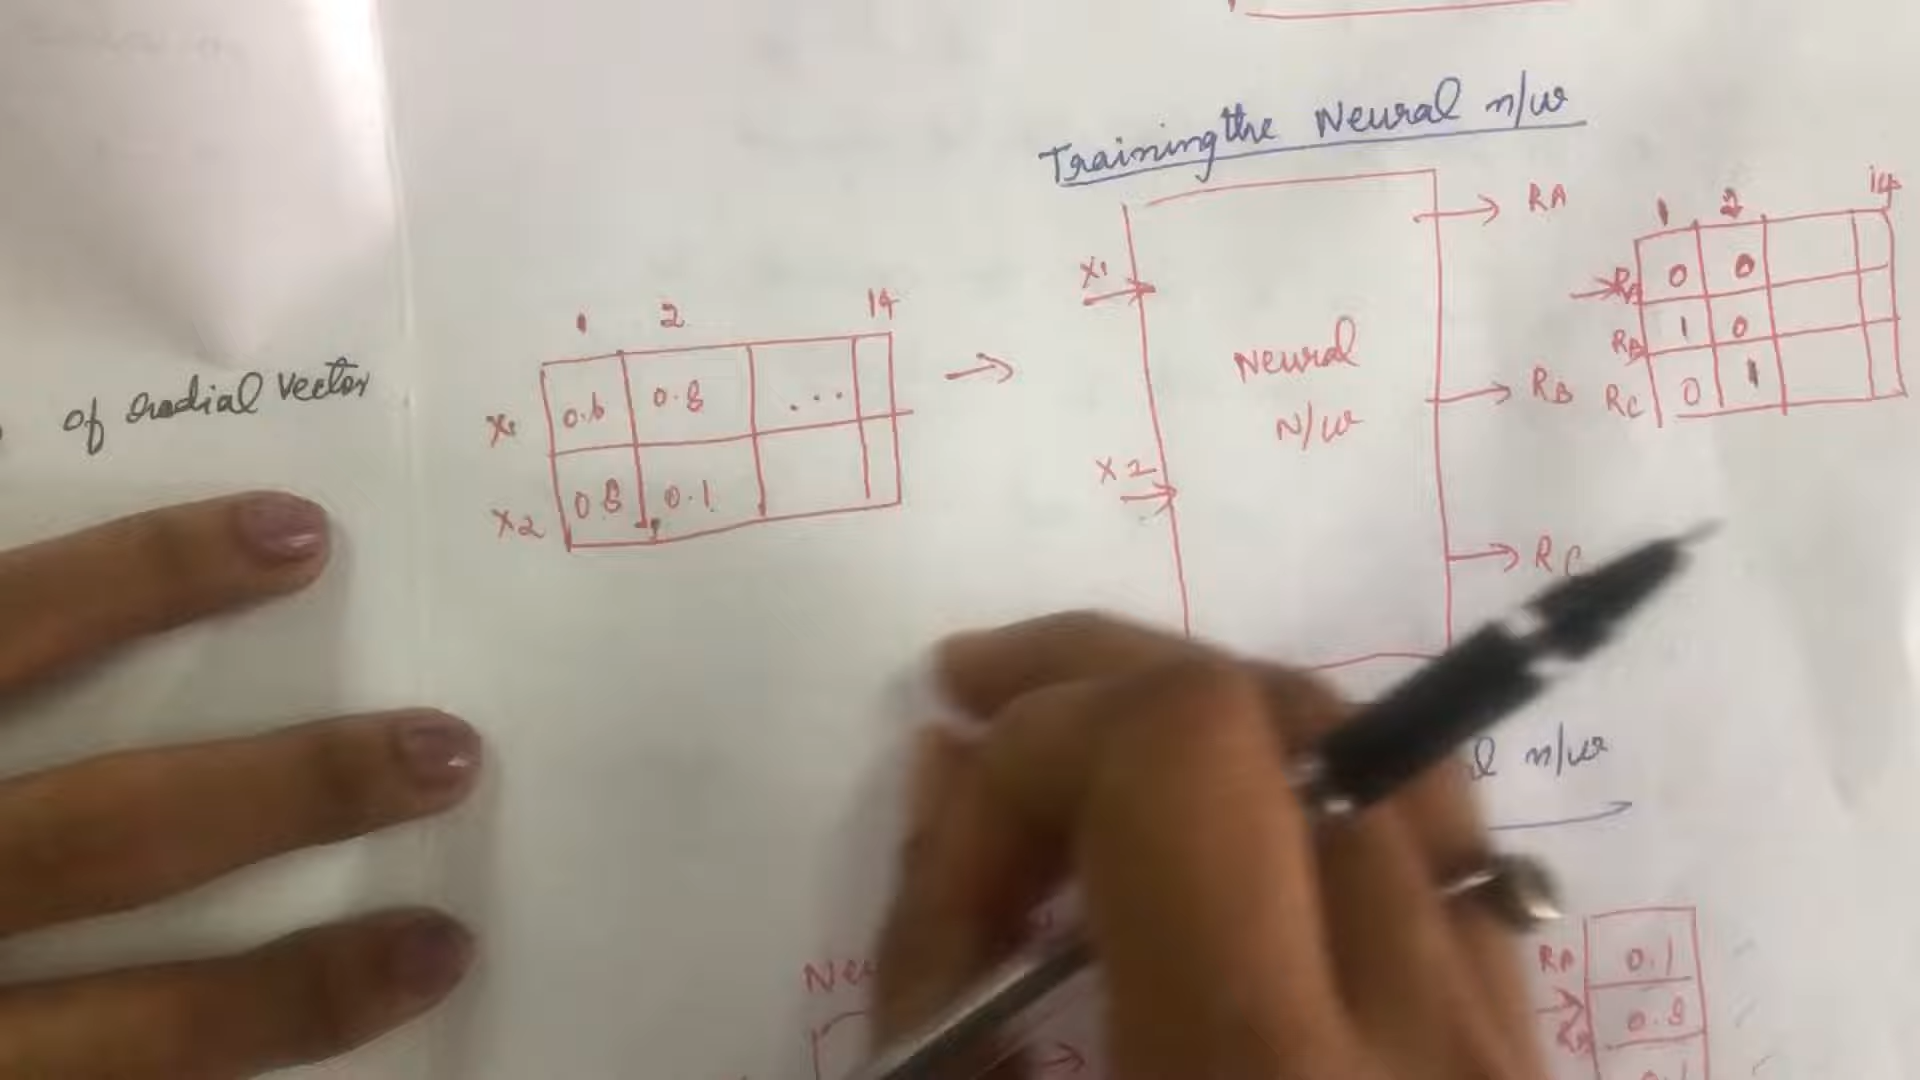 Training the Neural n/w
of radial vector
1 2 14
X1 0.6 0.8 ...
X2 0.8 0.1
X1
X2
Neural
N/w
RA
RB
RC
1 2 14
0 0
1 0
RC 0 1
n/w
RA 0.1
0.8